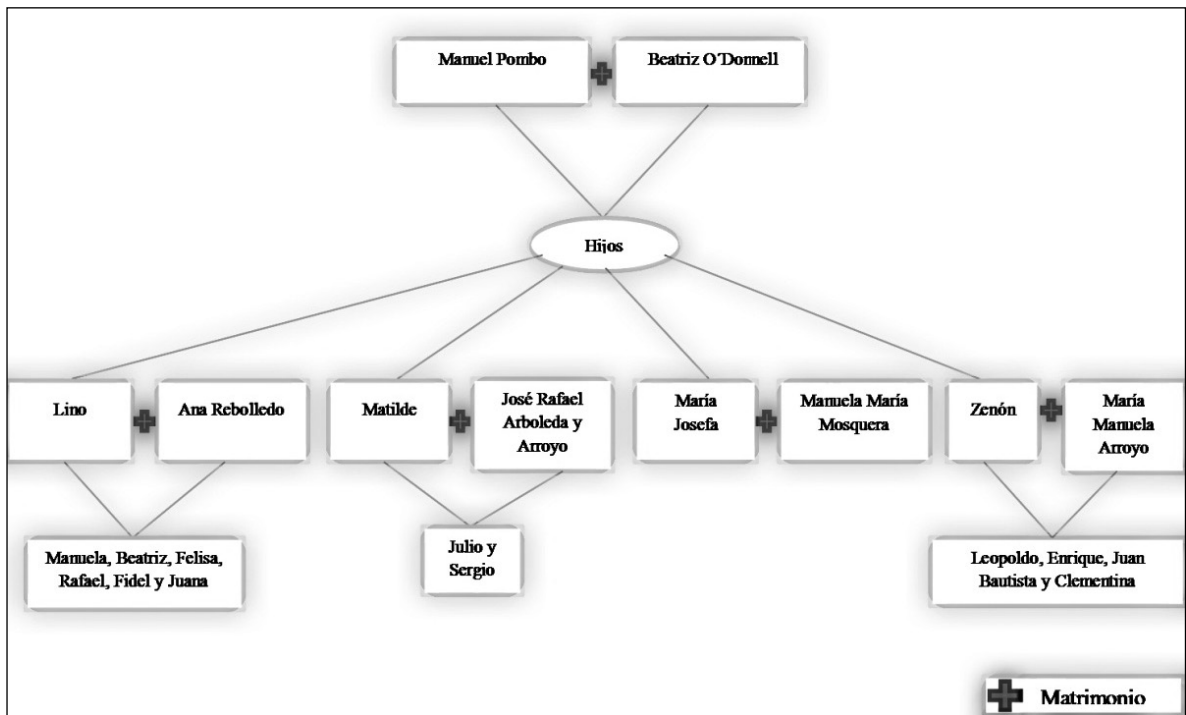 Manuel Pombo
Beatriz O´Donnell
Hijos
Lino
Ana Rebolledo
Matilde
José Rafael
Arboleda y
Arroyo
María
Josefa
Manuela María
Mosquera
Zenón
María
Manuela
Arroyo
Manuela, Beatriz, Felisa,
Rafael, Fidel y Juana
Julio y
Sergio
Leopoldo, Enrique, Juan
Bautista y Clementina
Matrimonio